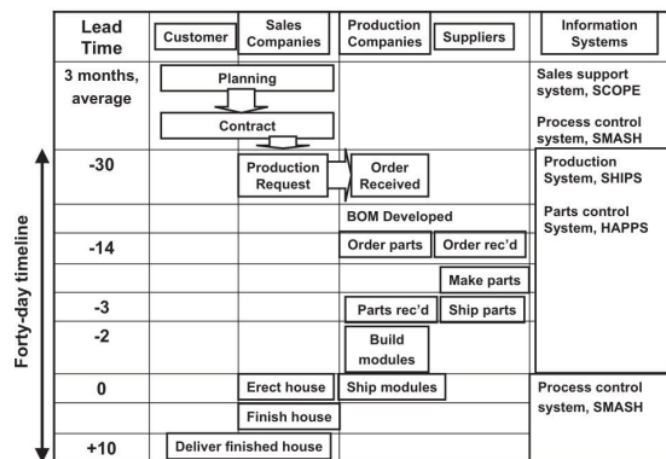 Lead Time
Customer
Sales Companies
Production Companies
Suppliers
Information Systems
3 months, average
Planning
Sales support system, SCOPE
Contract
Process control system, SMASH
Forty-day timeline
-30
Production Request
Order Received
Production System, SHIPS
BOM Developed
Parts control System, HAPPS
-14
Order parts
Order rec'd
Make parts
-3
Parts rec'd
Ship parts
-2
Build modules
0
Erect house
Ship modules
Process control system, SMASH
Finish house
+10
Deliver finished house